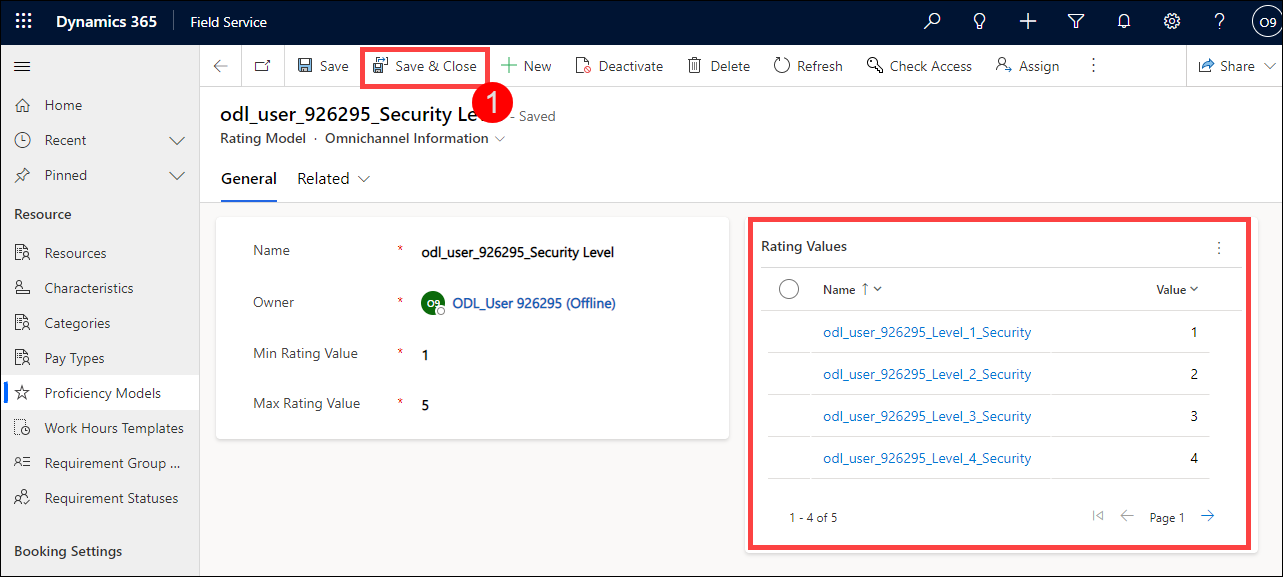 Dynamics 365 Field Service O9
Save Save & Close New Deactivate Delete Refresh Check Access Assign Share
1
odl_user_926295_Security Le - Saved
Rating Model · Omnichannel Information
General Related
Home
Recent
Pinned
Resource
Resources
Characteristics
Categories
Pay Types
Proficiency Models
Work Hours Templates
Requirement Group ...
Requirement Statuses
Booking Settings
Name * odl_user_926295_Security Level
Owner * O9 ODL_User 926295 (Offline)
Min Rating Value * 1
Max Rating Value * 5
Rating Values
Name ↑ Value
odl_user_926295_Level_1_Security 1
odl_user_926295_Level_2_Security 2
odl_user_926295_Level_3_Security 3
odl_user_926295_Level_4_Security 4
1 - 4 of 5 Page 1